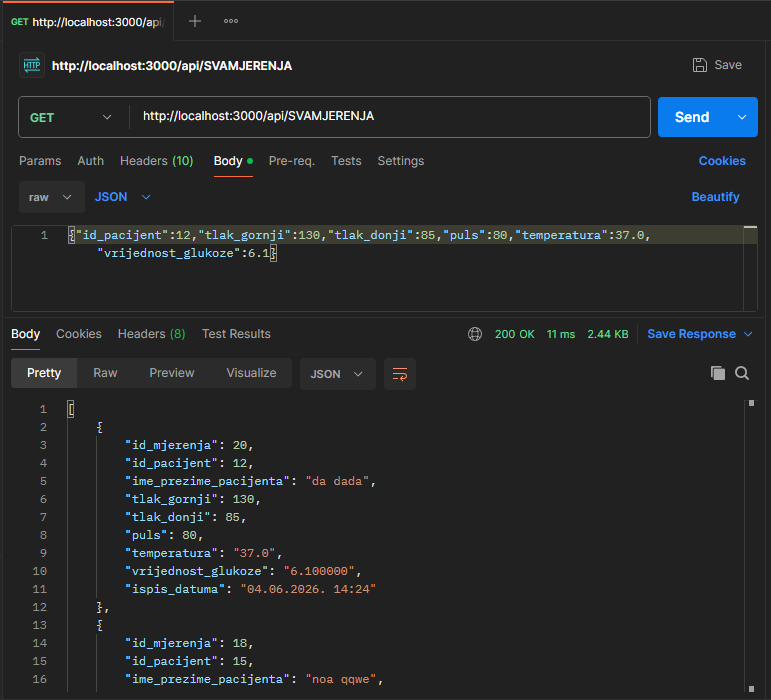 GET http://localhost:3000/api/
HTTP http://localhost:3000/api/SVAMJERENJA Save
GET http://localhost:3000/api/SVAMJERENJA Send
Params Auth Headers (10) Body Pre-req. Tests Settings Cookies
raw JSON Beautify
1 {"id_pacijent":12,"tlak_gornji":130,"tlak_donji":85,"puls":80,"temperatura":37.0,
"vrijednost_glukoze":6.1}
Body Cookies Headers (8) Test Results 200 OK 11 ms 2.44 KB Save Response
Pretty Raw Preview Visualize JSON
1 [
2 {
3 "id_mjerenja": 20,
4 "id_pacijent": 12,
5 "ime_prezime_pacijenta": "da dada",
6 "tlak_gornji": 130,
7 "tlak_donji": 85,
8 "puls": 80,
9 "temperatura": "37.0",
10 "vrijednost_glukoze": "6.100000",
11 "ispis_datuma": "04.06.2026. 14:24"
12 },
13 {
14 "id_mjerenja": 18,
15 "id_pacijent": 15,
16 "ime_prezime_pacijenta": "noa qqwe",